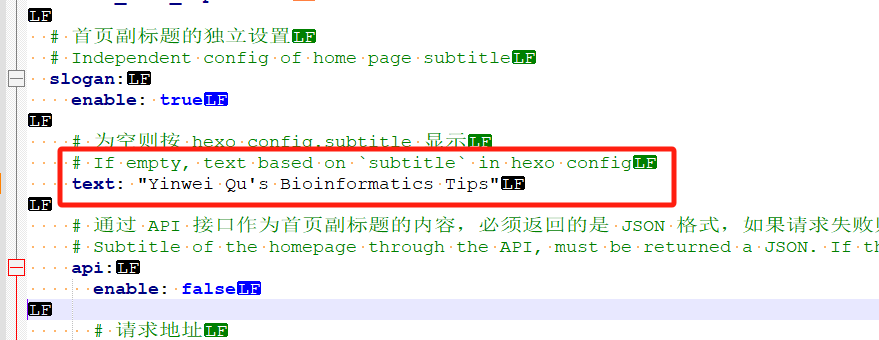 # 首页副标题的独立设置LF
# Independent config of home page subtitleLF
slogan:LF
enable: trueLF
LF
# 为空则按 hexo config.subtitle 显示LF
# If empty, text based on `subtitle` in hexo configLF
text: "Yinwei Qu's Bioinformatics Tips"LF
LF
# 通过 API 接口作为首页副标题的内容，必须返回的是 JSON 格式，如果请求失败则
# Subtitle of the homepage through the API, must be returned a JSON. If th
api:LF
enable: falseLF
LF
# 请求地址LF